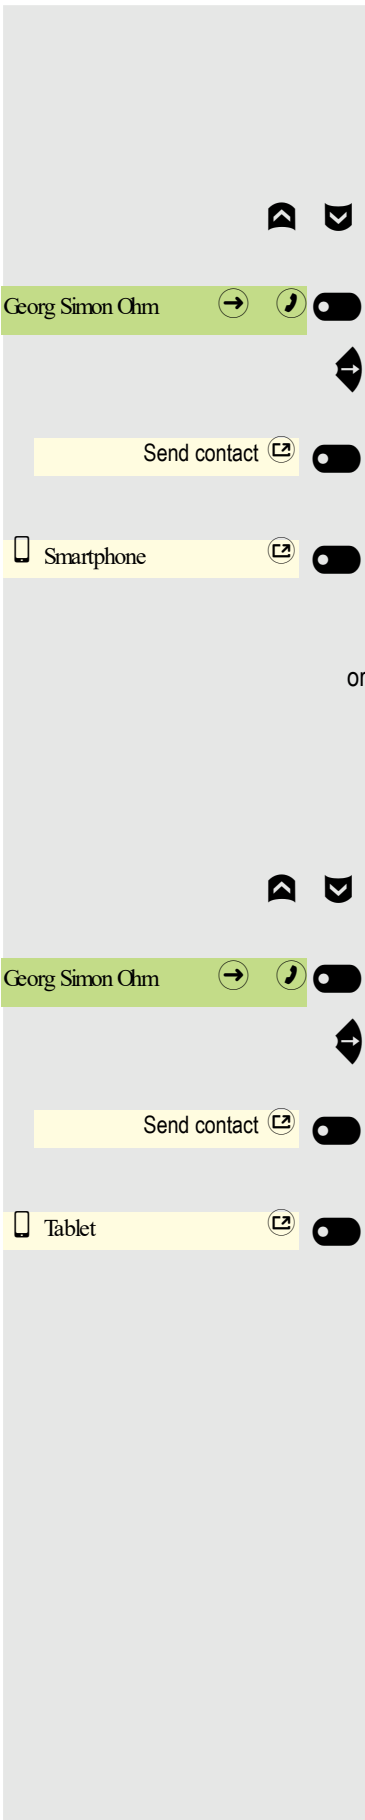 Georg Simon Ohm
Send contact
Smartphone
or
Georg Simon Ohm
Send contact
Tablet